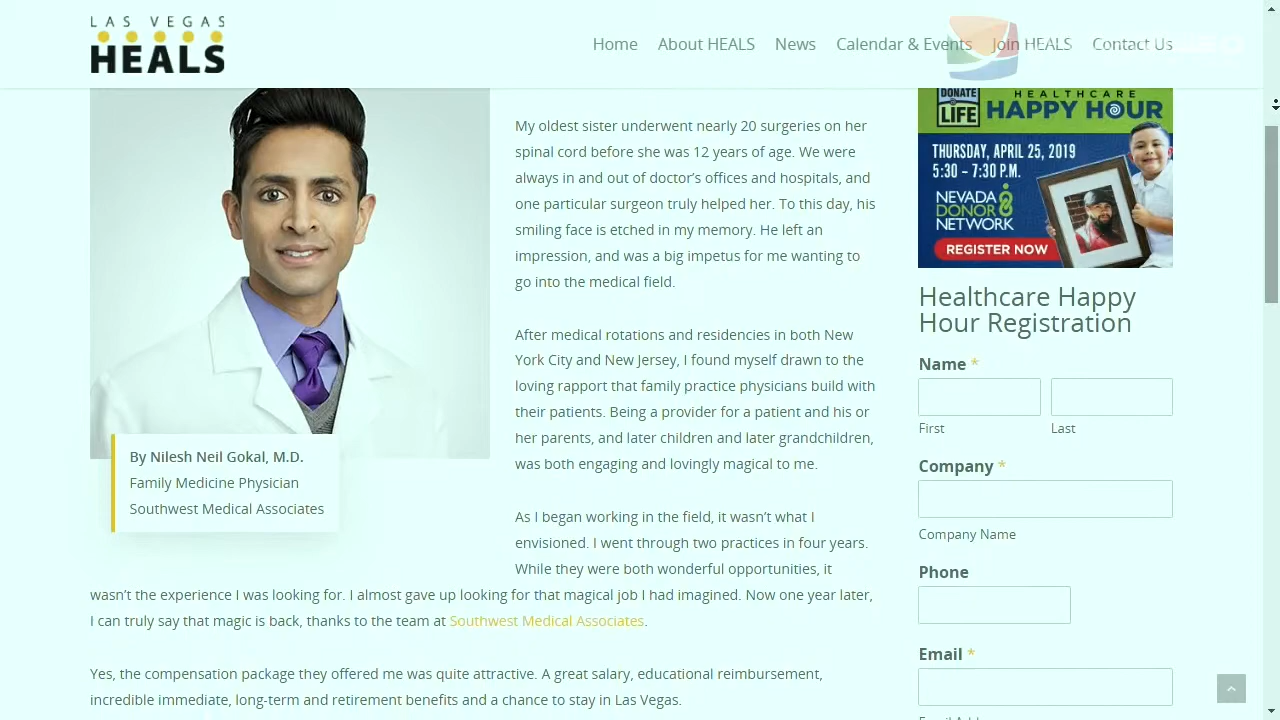 LAS VEGAS
HEALS
Home
About HEALS
News
Calendar & Events
Join HEALS
Contact Us
My oldest sister underwent nearly 20 surgeries on her
spinal cord before she was 12 years of age. We were
always in and out of doctor’s offices and hospitals, and
one particular surgeon truly helped her. To this day, his
smiling face is etched in my memory. He left an
impression, and was a big impetus for me wanting to
go into the medical field.
After medical rotations and residencies in both New
York City and New Jersey, I found myself drawn to the
loving rapport that family practice physicians build with
their patients. Being a provider for a patient and his or
her parents, and later children and later grandchildren,
was both engaging and lovingly magical to me.
By Nilesh Neil Gokal, M.D.
Family Medicine Physician
Southwest Medical Associates
As I began working in the field, it wasn’t what I
envisioned. I went through two practices in four years.
While they were both wonderful opportunities, it
wasn’t the experience I was looking for. I almost gave up looking for that magical job I had imagined. Now one year later,
I can truly say that magic is back, thanks to the team at Southwest Medical Associates.
Yes, the compensation package they offered me was quite attractive. A great salary, educational reimbursement,
incredible immediate, long-term and retirement benefits and a chance to stay in Las Vegas.
DONATE
LIFE
HEALTHCARE
HAPPY HOUR
THURSDAY, APRIL 25, 2019
5:30 – 7:30 P.M.
NEVADA
DONOR
NETWORK
REGISTER NOW
Healthcare Happy
Hour Registration
Name *
First
Last
Company *
Company Name
Phone
Email *